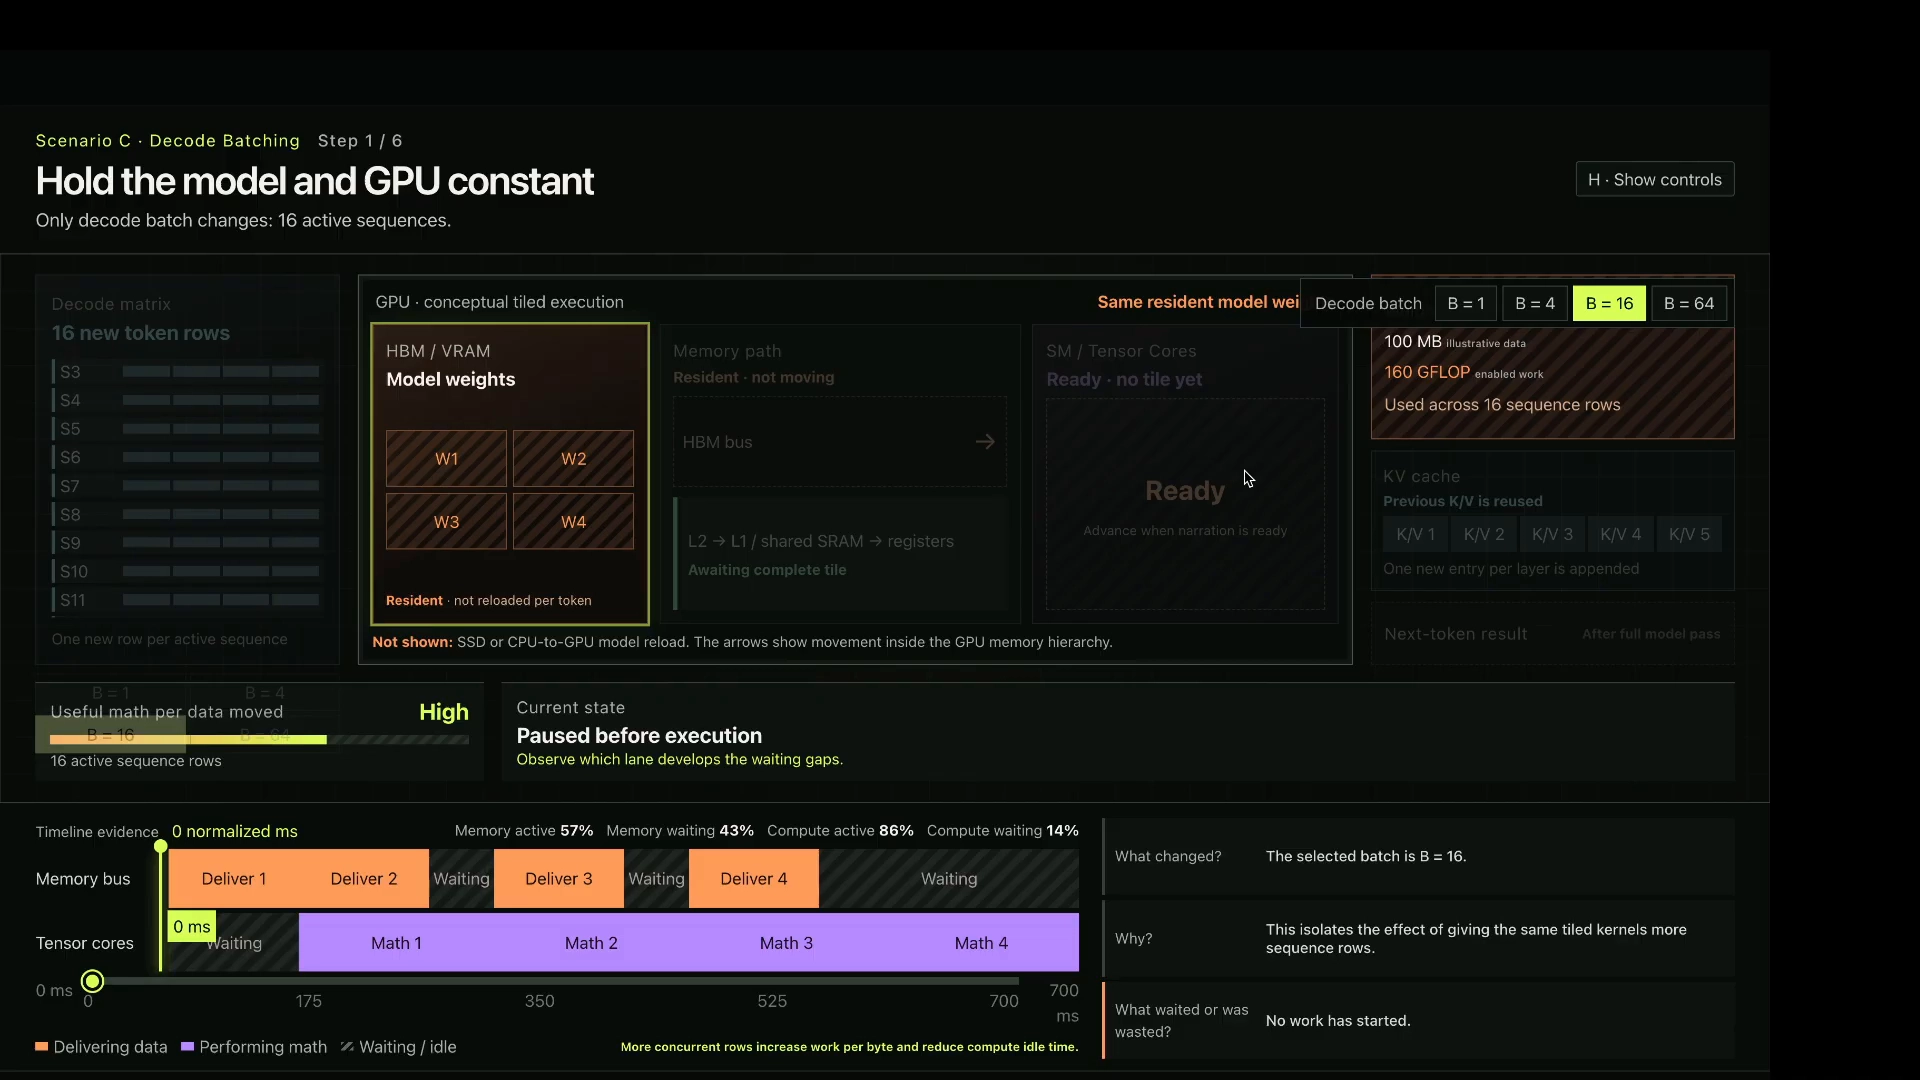 Scenario C · Decode Batching Step 1 / 6
Hold the model and GPU constant
Only decode batch changes: 16 active sequences.
H · Show controls
Decode matrix
16 new token rows
S3
S4
S5
S6
S7
S8
S9
S10
S11
One new row per active sequence
GPU · conceptual tiled execution
Same resident model wei
HBM / VRAM
Model weights
W1
W2
W3
W4
Resident · not reloaded per token
Memory path
Resident · not moving
HBM bus →
L2 → L1 / shared SRAM → registers
Awaiting complete tile
SM / Tensor Cores
Ready · no tile yet
Ready
Advance when narration is ready
Not shown: SSD or CPU-to-GPU model reload. The arrows show movement inside the GPU memory hierarchy.
Decode batch
B = 1
B = 4
B = 16
B = 64
100 MB illustrative data
160 GFLOP enabled work
Used across 16 sequence rows
KV cache
Previous K/V is reused
K/V 1
K/V 2
K/V 3
K/V 4
K/V 5
One new entry per layer is appended
Next-token result
After full model pass
B = 1
B = 4
Useful math per data moved
High
B = 16
B = 64
16 active sequence rows
Current state
Paused before execution
Observe which lane develops the waiting gaps.
Timeline evidence
0 normalized ms
Memory active 57%
Memory waiting 43%
Compute active 86%
Compute waiting 14%
Memory bus
Deliver 1
Deliver 2
Waiting
Deliver 3
Waiting
Deliver 4
Waiting
0 ms
Tensor cores
Waiting
Math 1
Math 2
Math 3
Math 4
0 ms
0
175
350
525
700
700 ms
Delivering data
Performing math
Waiting / idle
More concurrent rows increase work per byte and reduce compute idle time.
What changed?
The selected batch is B = 16.
Why?
This isolates the effect of giving the same tiled kernels more
sequence rows.
What waited or was
wasted?
No work has started.